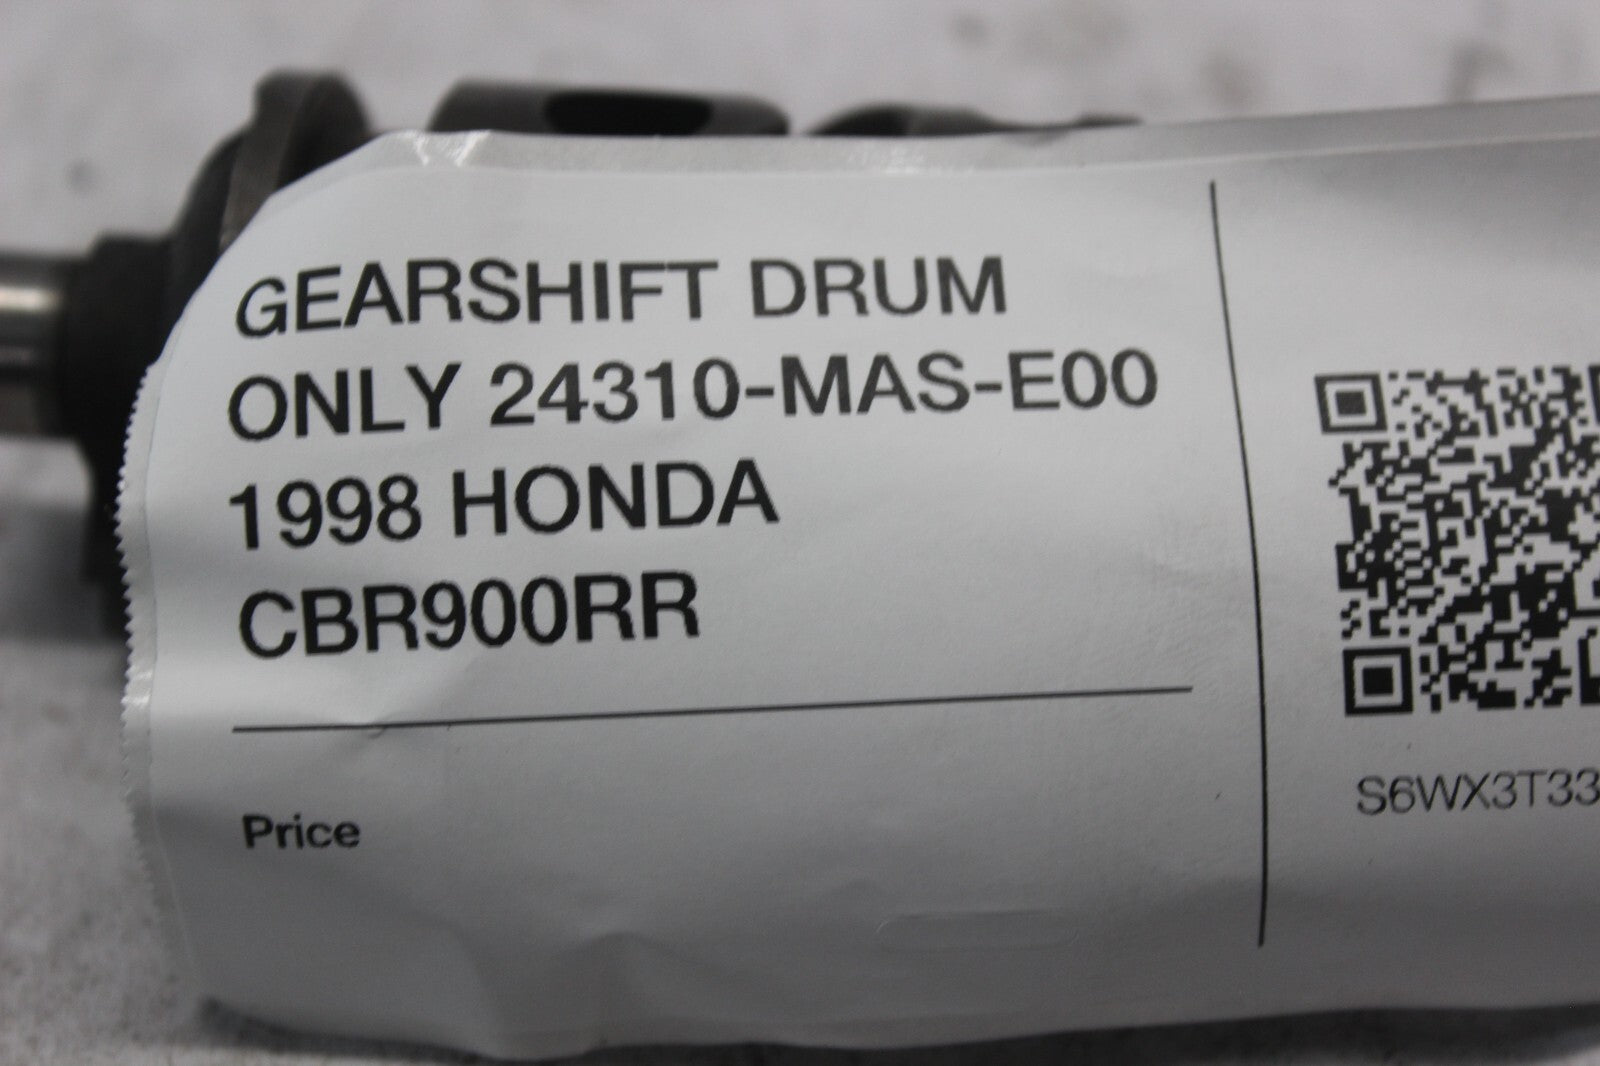 GEARSHIFT DRUM
ONLY 24310-MAS-E00
1998 HONDA
CBR900RR
Price
S6WX3T33